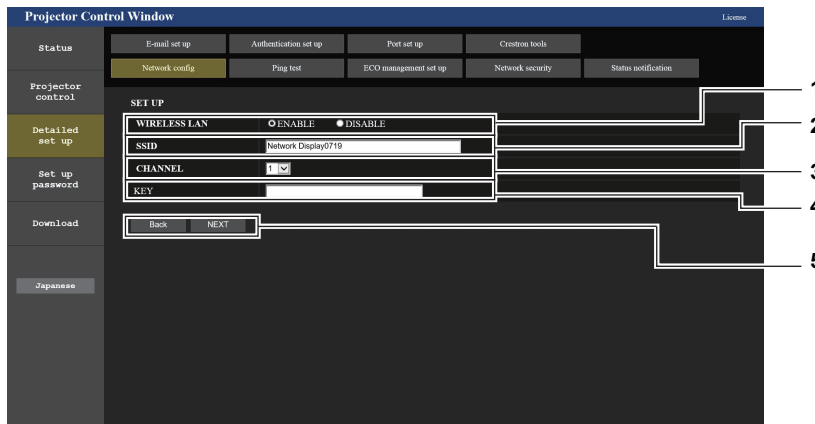 Projector Control Window
License
Status
Projector
control
Detailed
set up
Set up
password
Download
Japanese
E-mail set up
Authentication set up
Port set up
Crestron tools
Network config
Ping test
ECO management set up
Network security
Status notification
SET UP
WIRELESS LAN
ENABLE
DISABLE
SSID
Network Display0719
CHANNEL
1
KEY
Back
NEXT
1
2
3
4
5